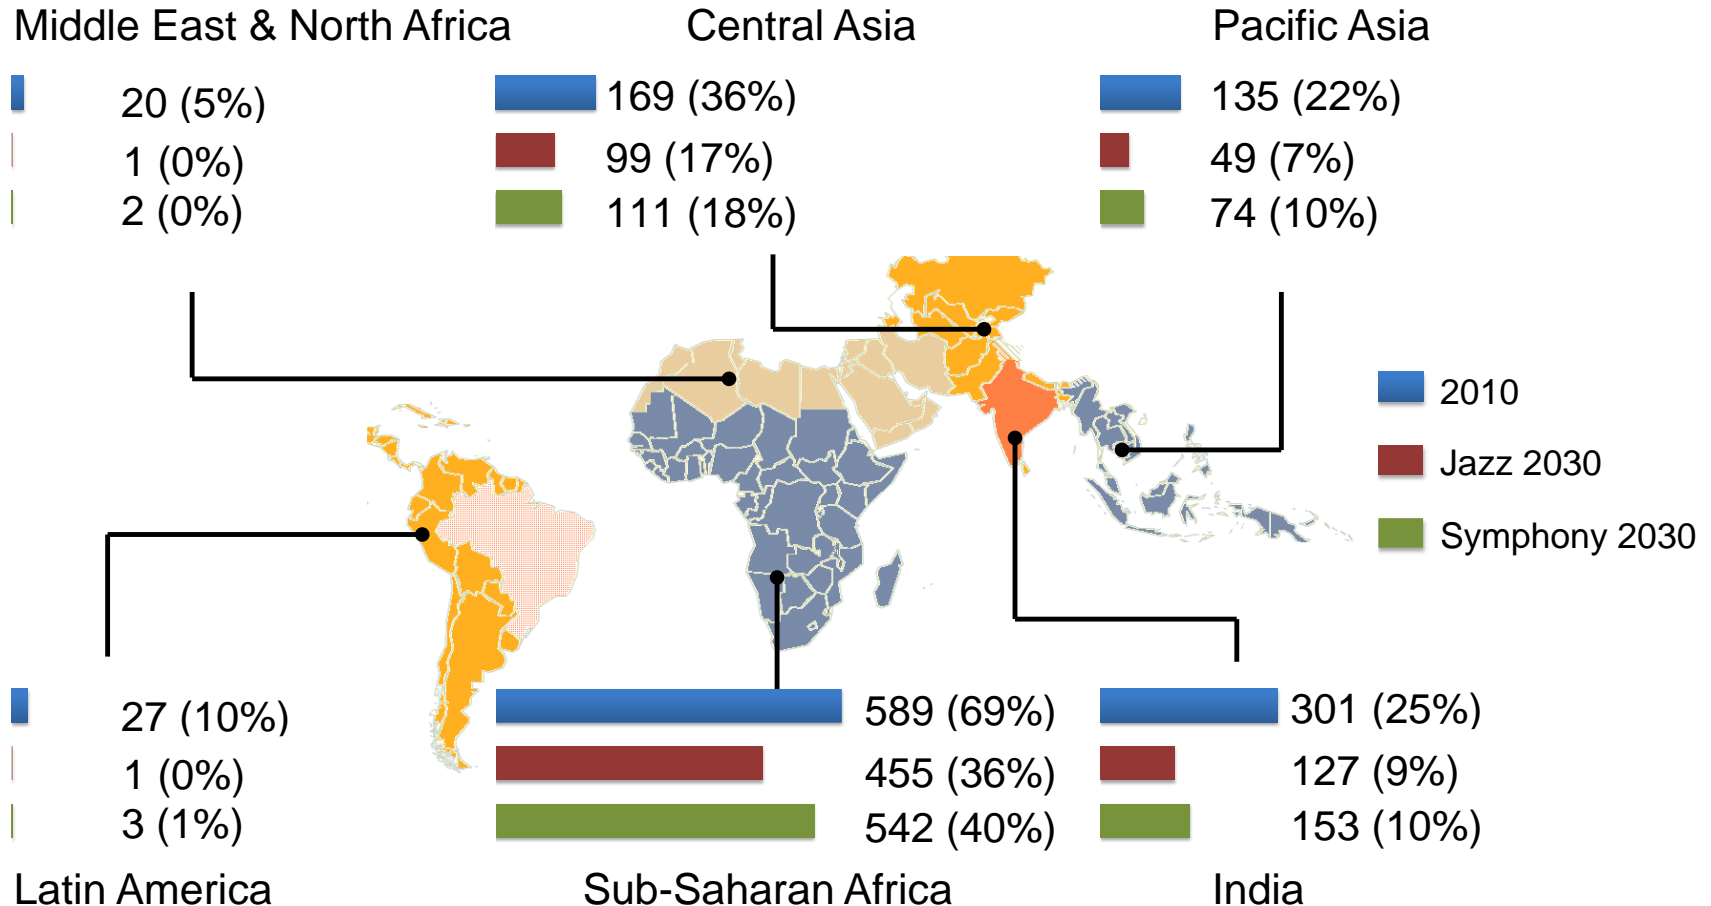 Middle East & North Africa
20 (5%)
1 (0%)
2 (0%)
Central Asia
169 (36%)
99 (17%)
111 (18%)
Pacific Asia
135 (22%)
49 (7%)
74 (10%)
2010
Jazz 2030
Symphony 2030
27 (10%)
1 (0%)
3 (1%)
Latin America
589 (69%)
455 (36%)
542 (40%)
Sub-Saharan Africa
301 (25%)
127 (9%)
153 (10%)
India